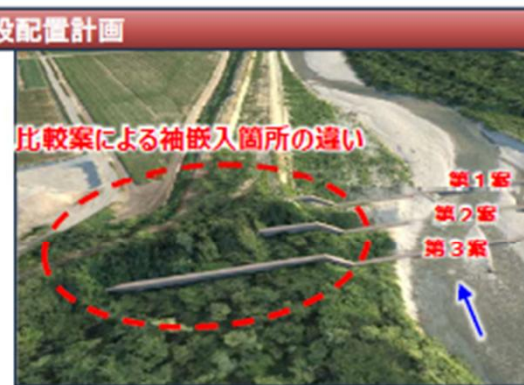 設配置計画
比較案による袖嵌入箇所の違い
第1案
第2案
第3案